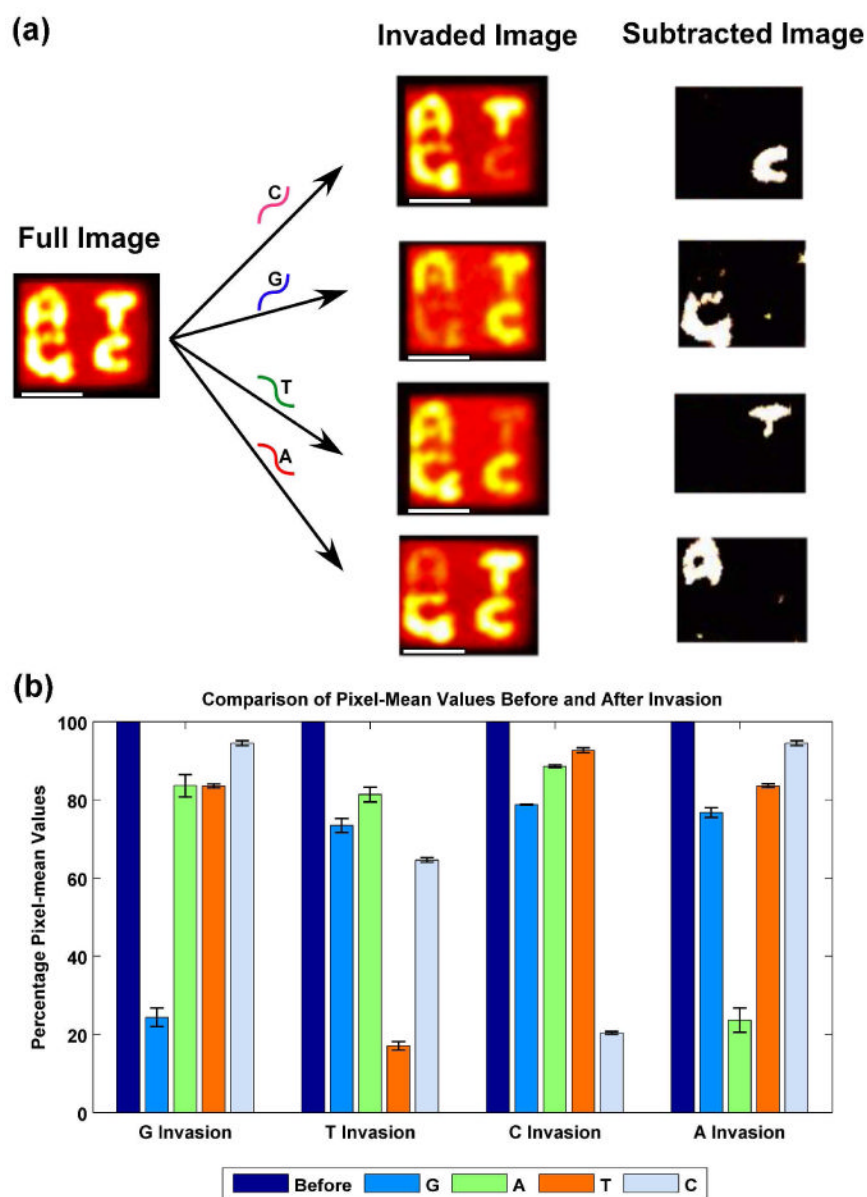 (a)
Invaded Image
Subtracted Image
Full Image
C
G
T
A
A T
G C
A T
G C
A T
G C
A T
G C
A T
G C
C
G
T
A
(b)
Comparison of Pixel-Mean Values Before and After Invasion
Percentage Pixel-mean Values
100
80
60
40
20
0
G Invasion
T Invasion
C Invasion
A Invasion
Before
G
A
T
C